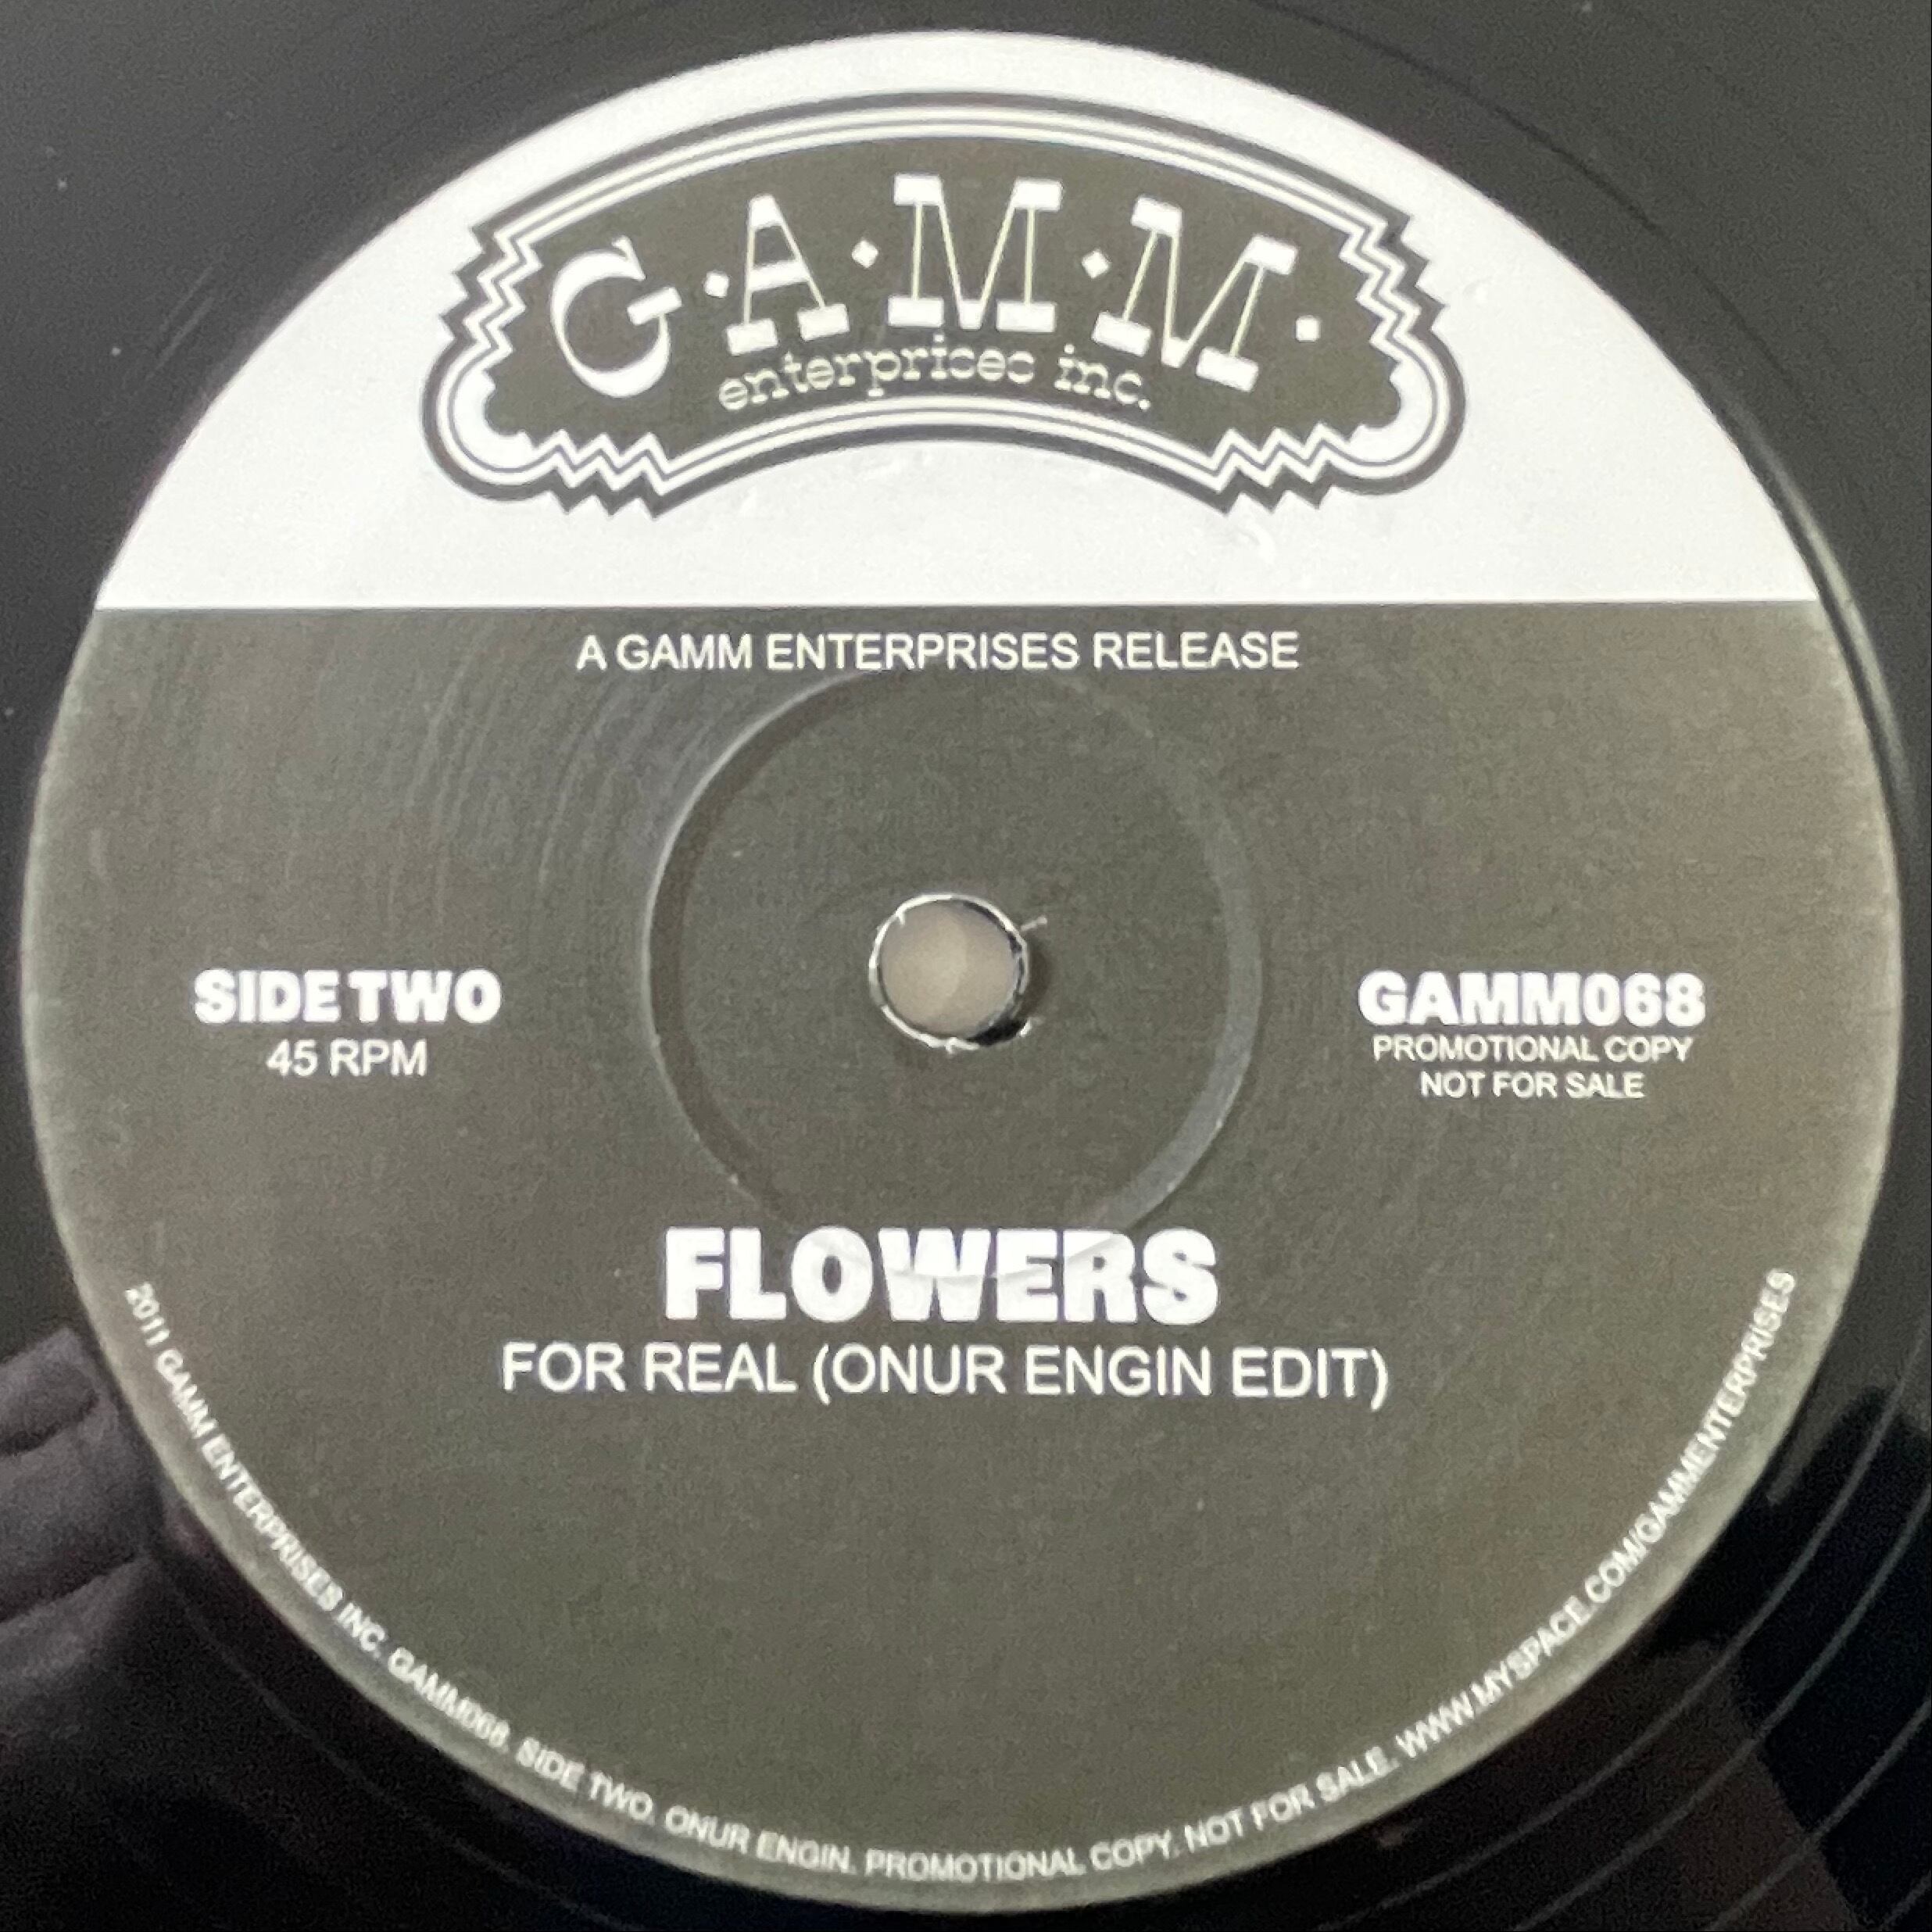 G·A·M·M·
enterprises inc.
A GAMM ENTERPRISES RELEASE
SIDE TWO
45 RPM
GAMM068
PROMOTIONAL COPY
NOT FOR SALE
FLOWERS
FOR REAL (ONUR ENGIN EDIT)
2011 GAMM ENTERPRISES INC. GAMM068. SIDE TWO. ONUR ENGIN. PROMOTIONAL COPY. NOT FOR SALE. WWW.MYSPACE.COM/GAMMENTERPRISES